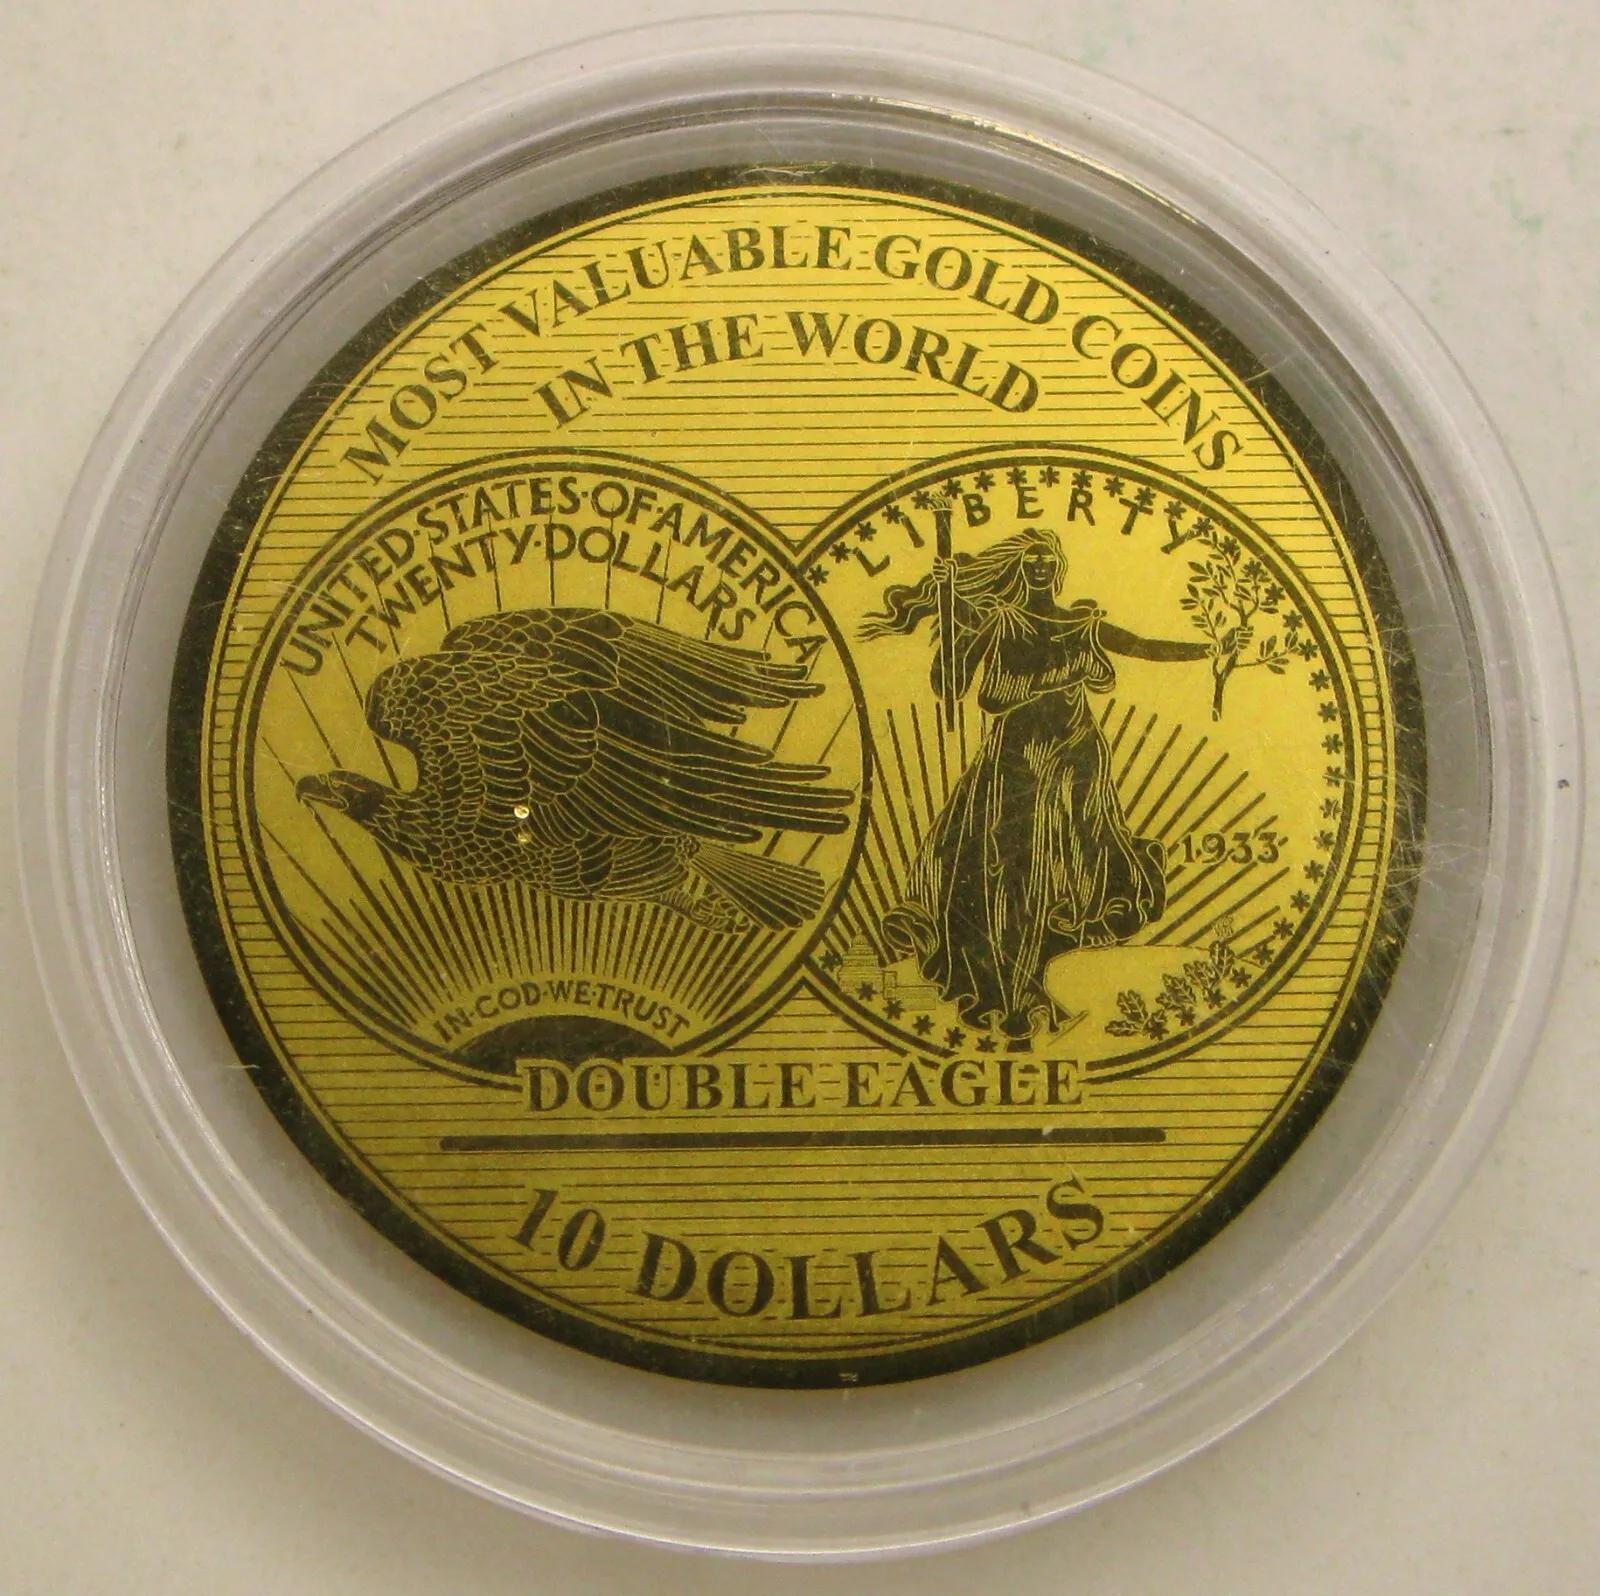 MOST VALUABLE GOLD COINS
IN THE WORLD
UNITED·STATES·OF·AMERICA
TWENTY·DOLLARS
IN·GOD·WE·TRUST
LIBERTY
1933
DOUBLE EAGLE
10 DOLLARS